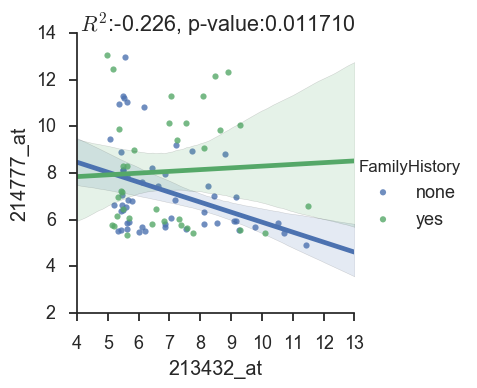 R²:-0.226, p-value:0.011710
14
12
10
8
6
4
2
214777_at
4 5 6 7 8 9 10 11 12 13
213432_at
FamilyHistory
none
yes